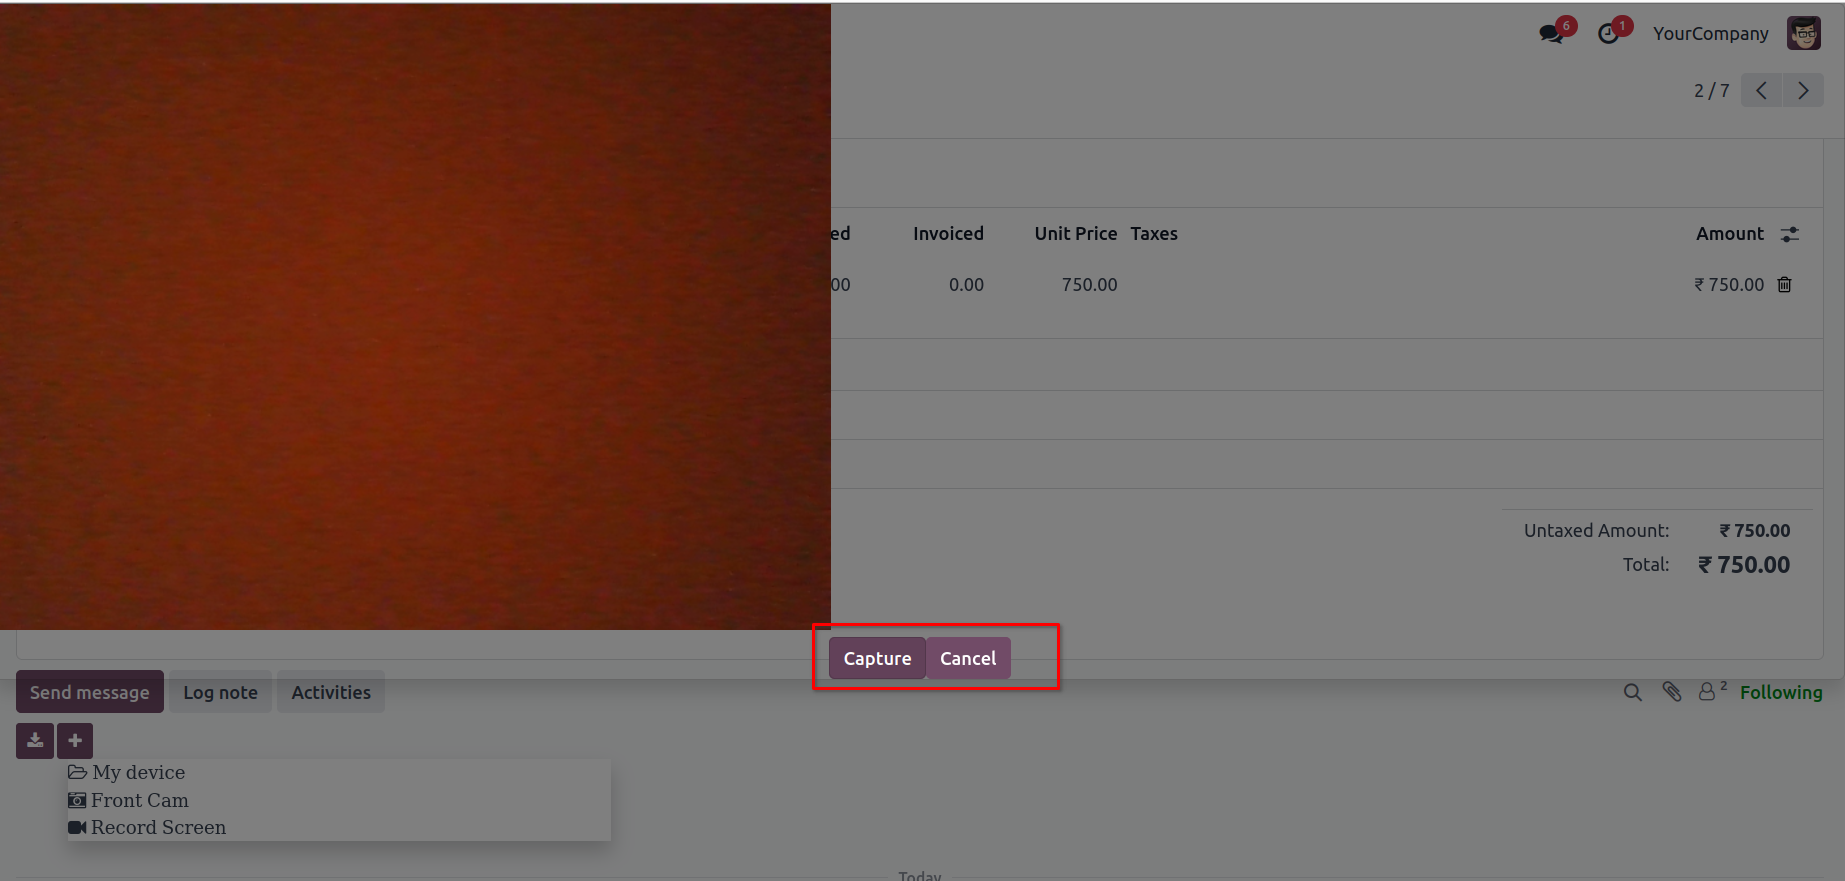 6 1 YourCompany
2 / 7
ed Invoiced Unit Price Taxes Amount
00 0.00 750.00 ₹ 750.00
Untaxed Amount: ₹ 750.00
Total: ₹ 750.00
Capture Cancel
Send message Log note Activities 2 Following
My device
Front Cam
Record Screen
Today